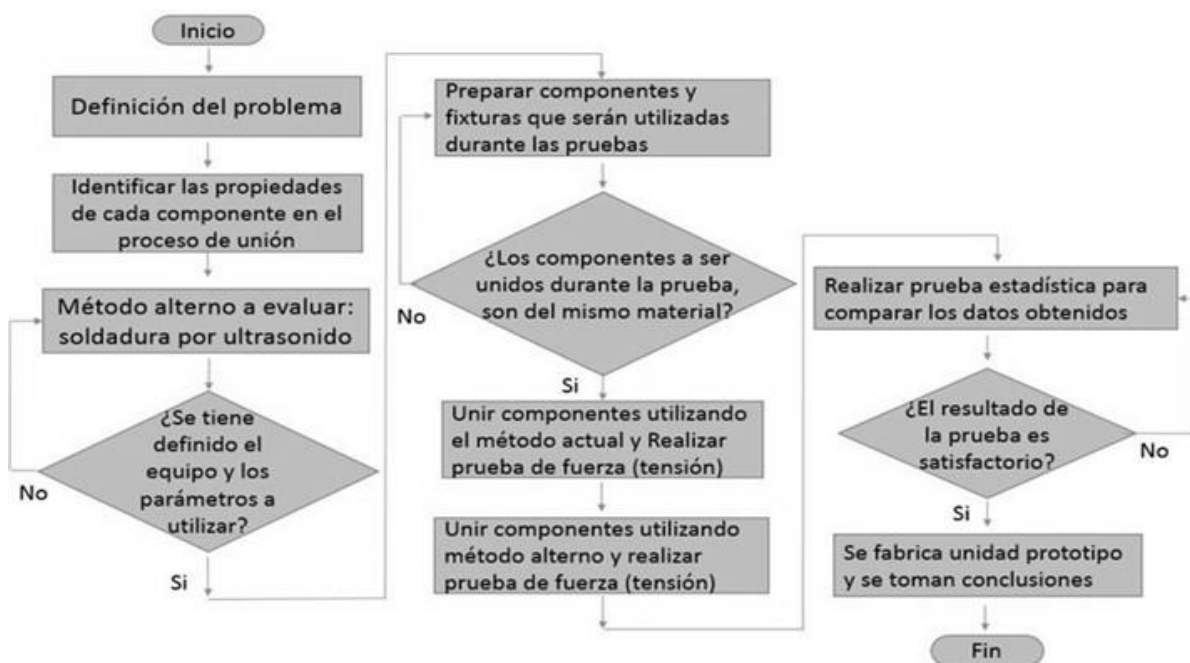 Inicio
Definición del problema
Identificar las propiedades
de cada componente en el
proceso de unión
Método alterno a evaluar:
soldadura por ultrasonido
¿Se tiene
definido el
equipo y los
parámetros a
utilizar?
No
Si
Preparar componentes y
fixturas que serán utilizadas
durante las pruebas
¿Los componentes a ser
unidos durante la prueba,
son del mismo material?
No
Si
Unir componentes utilizando
el método actual y Realizar
prueba de fuerza (tensión)
Unir componentes utilizando
método alterno y realizar
prueba de fuerza (tensión)
Realizar prueba estadística para
comparar los datos obtenidos
¿El resultado de
la prueba es
satisfactorio?
No
Si
Se fabrica unidad prototipo
y se toman conclusiones
Fin